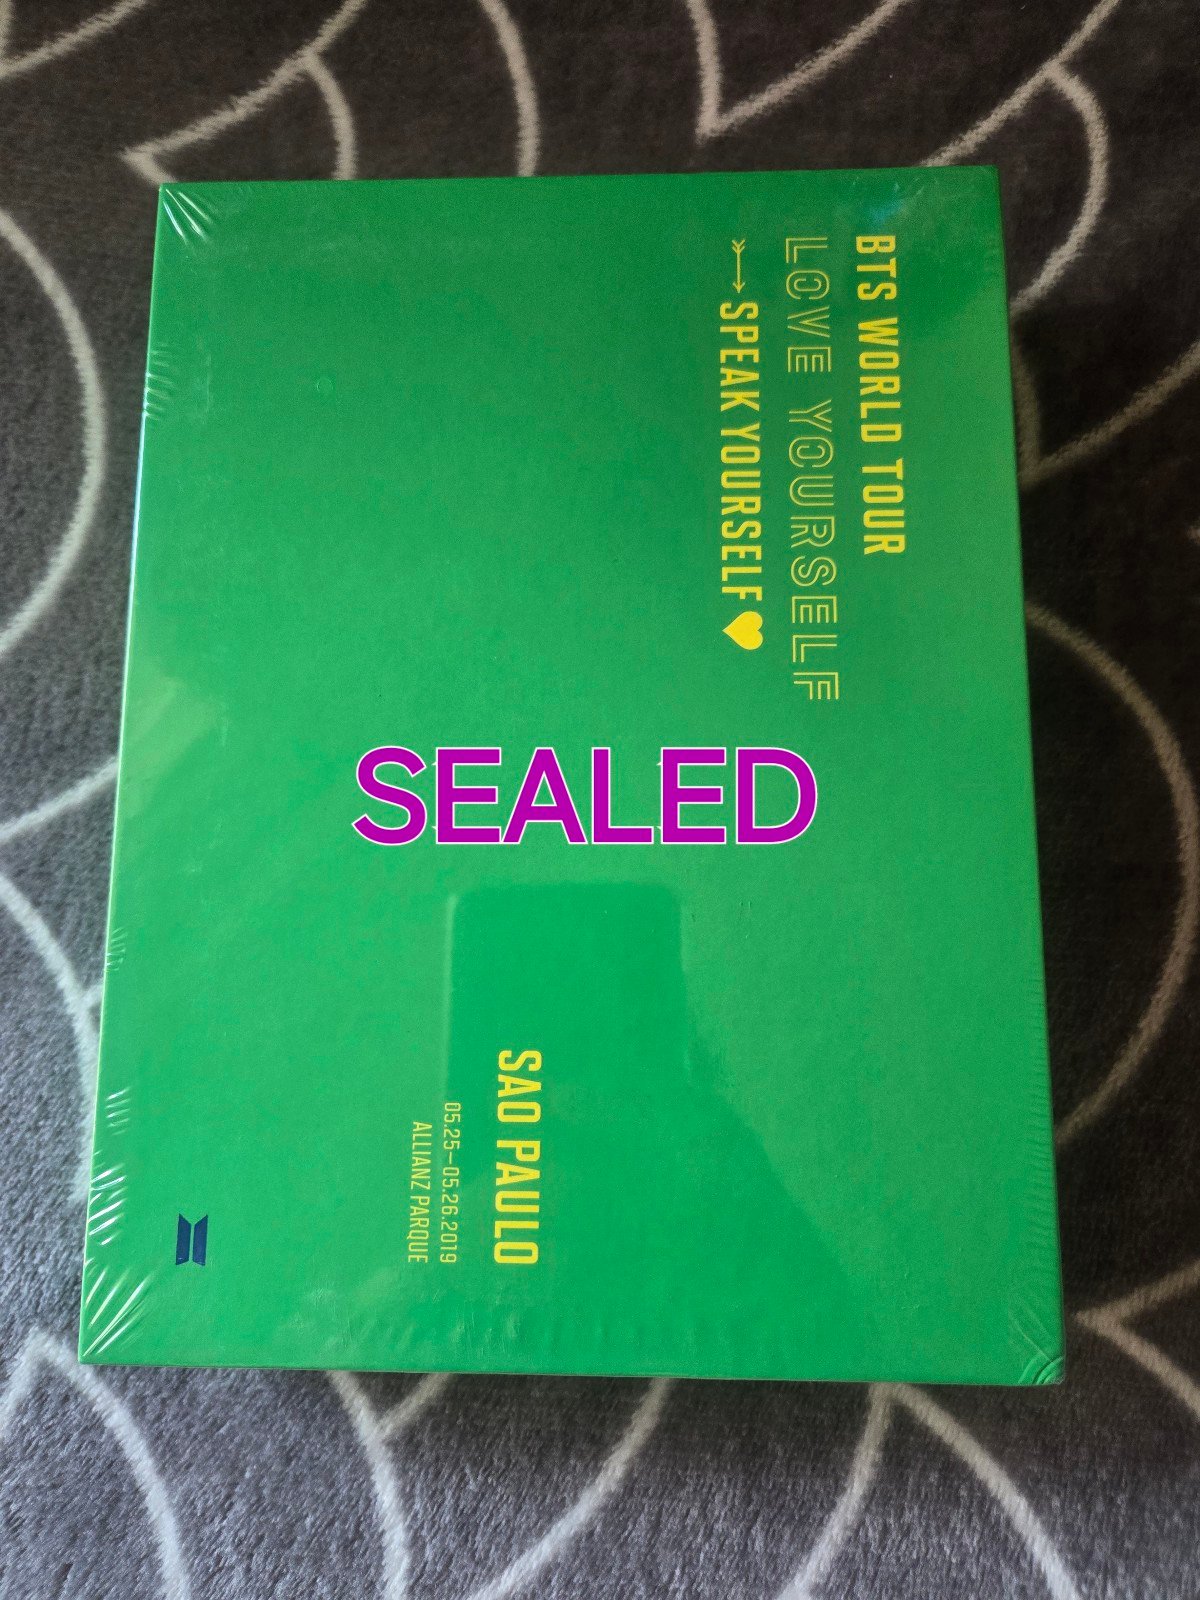 BTS WORLD TOUR
LOVE YOURSELF
SPEAK YOURSELF
SEALED
SAO PAULO
05.25–05.26.2019
ALLIANZ PARQUE